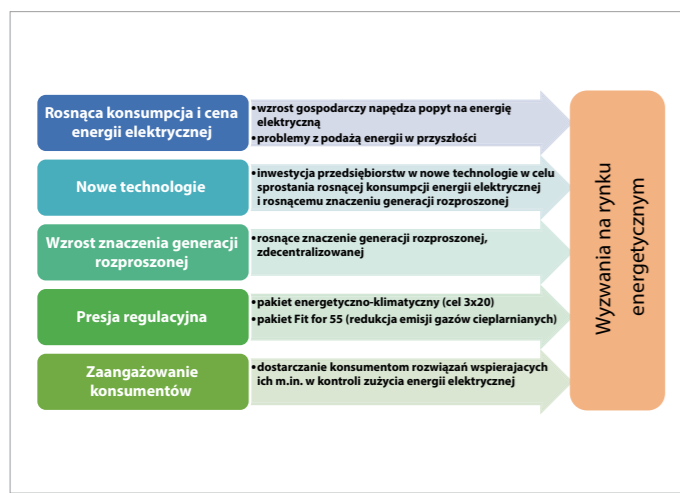 Rosnąca konsumpcja i cena
energii elektrycznej
•wzrost gospodarczy napędza popyt na energię
elektryczną
•problemy z podażą energii w przyszłości
Nowe technologie
•inwestycja przedsiębiorstw w nowe technologie w celu
sprostania rosnącej konsumpcji energii elektrycznej
i rosnącemu znaczeniu generacji rozproszonej
Wzrost znaczenia generacji
rozproszonej
•rosnące znaczenie generacji rozproszonej,
zdecentralizowanej
Presja regulacyjna
•pakiet energetyczno-klimatyczny (cel 3x20)
•pakiet Fit for 55 (redukcja emisji gazów cieplarnianych)
Zaangażowanie
konsumentów
•dostarczanie konsumentom rozwiązań wspierajacych
ich m.in. w kontroli zużycia energii elektrycznej
Wyzwania na rynku
energetycznym